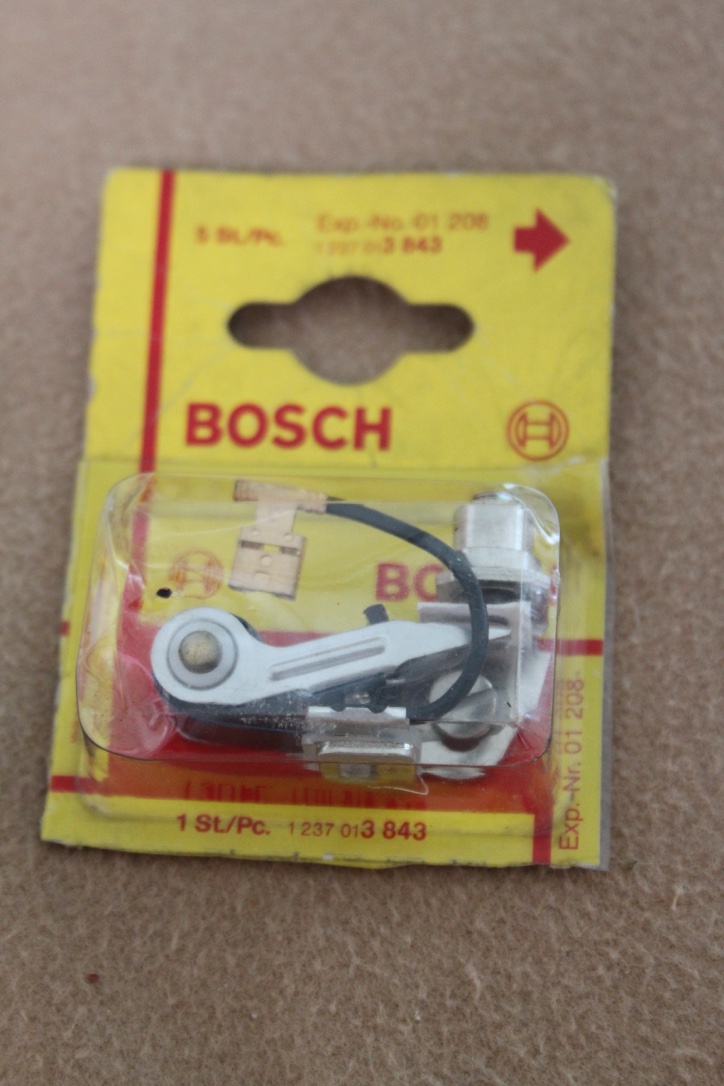 5 St./Pc.
Exp.-No. 01 208
1 237 013 843
BOSCH
BO
1 St./Pc. 1 237 013 843
Exp.-Nr. 01 208-